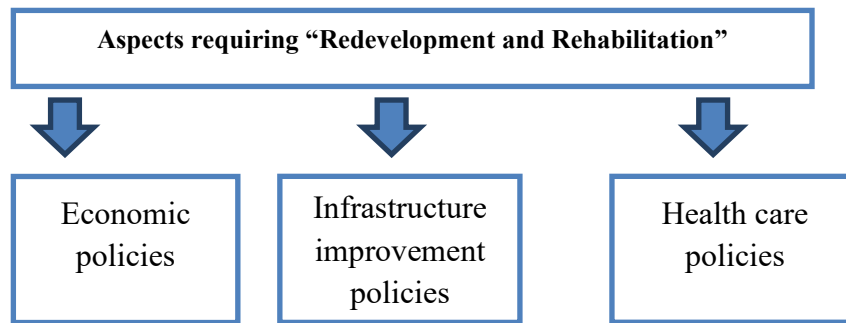 Aspects requiring “Redevelopment and Rehabilitation”
Economic
policies
Infrastructure
improvement
policies
Health care
policies